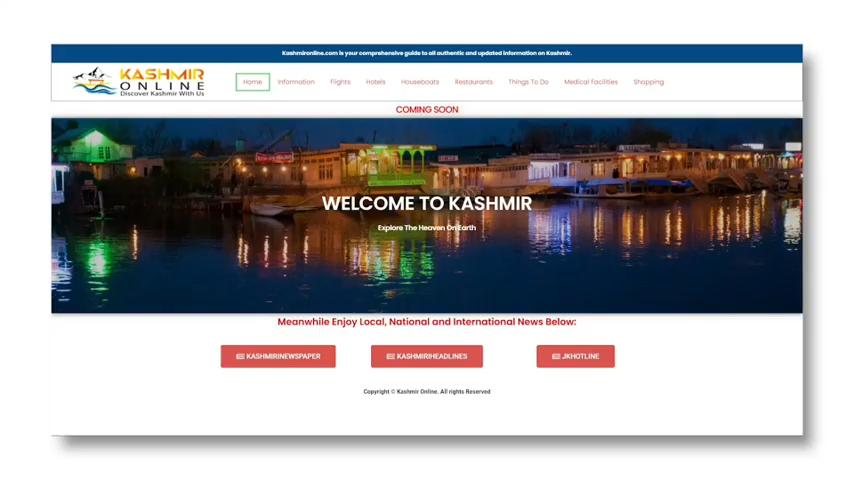 Kashmironline.com is your comprehensive guide to all authentic and updated information on Kashmir.
KASHMIR
ONLINE
Discover Kashmir With Us
Home Information Flights Hotels Houseboats Restaurants Things To Do Medical Facilities Shopping
COMING SOON
WELCOME TO KASHMIR
Explore The Heaven On Earth
Meanwhile Enjoy Local, National and International News Below:
KASHMIRINEWSPAPER KASHMIRIHEADLINES JKHOTLINE
Copyright © Kashmir Online. All rights Reserved